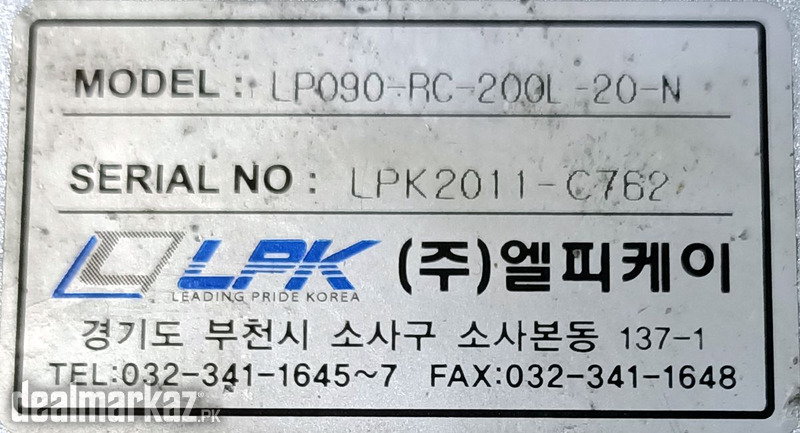 MODEL : LP090-RC-200L-20-N
SERIAL NO : LPK2011-C762
LPK (주)엘피케이
LEADING PRIDE KOREA
경기도 부천시 소사구 소사본동 137-1
TEL:032-341-1645~7 FAX:032-341-1648
dealmarkaz.PK